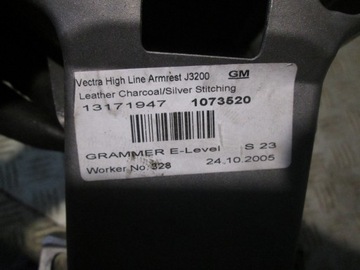 Vectra High Line Armrest J3200 GM
Leather Charcoal/Silver Stitching
13171947 1073520
GRAMMER E-Level S 23
Worker No: 328 24.10.2005